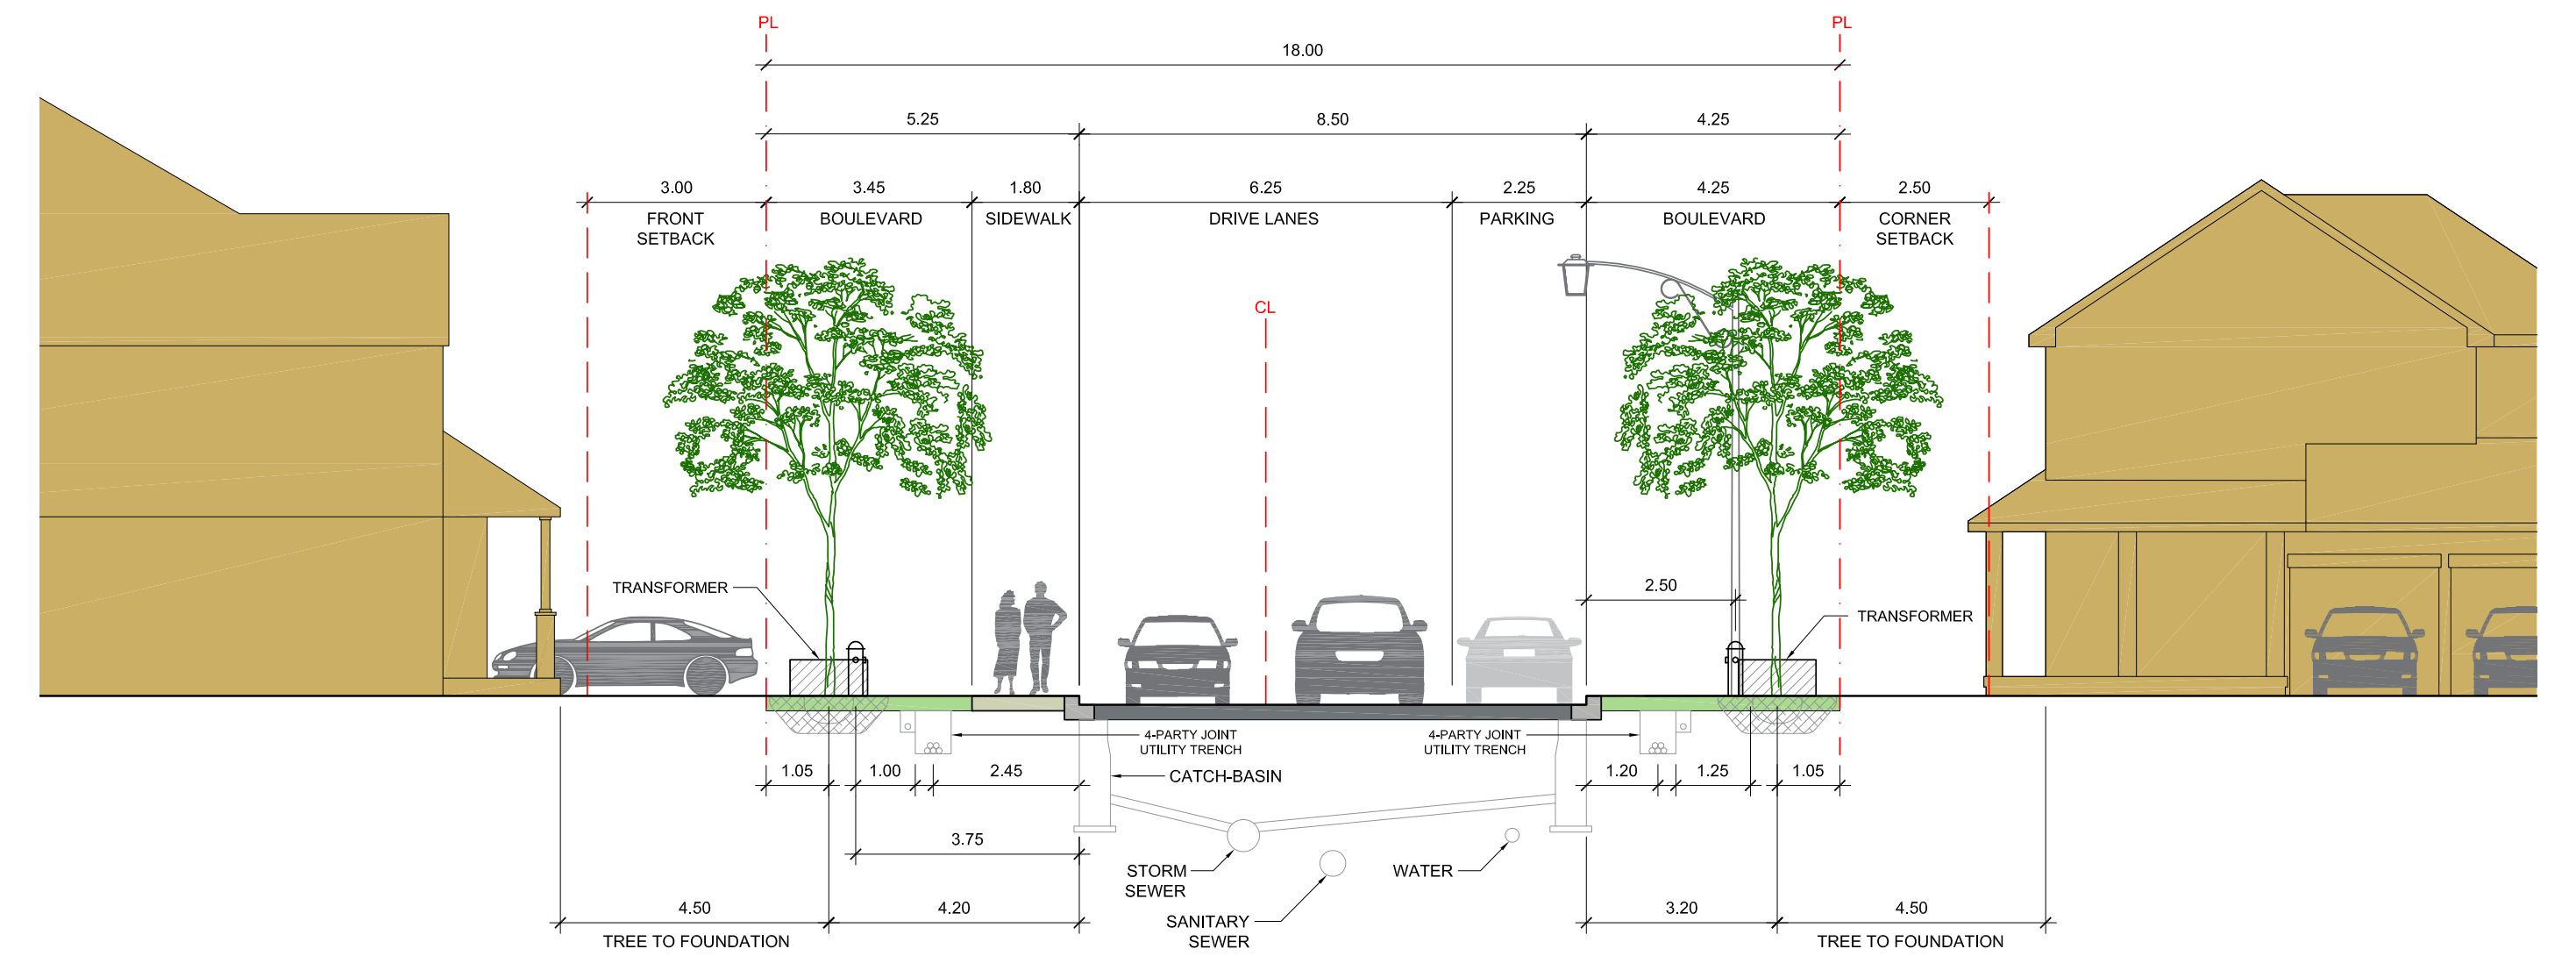 PL
PL
18.00
5.25
8.50
4.25
3.00
3.45
1.80
6.25
2.25
4.25
2.50
FRONT
SETBACK
BOULEVARD
SIDEWALK
DRIVE LANES
PARKING
BOULEVARD
CORNER
SETBACK
CL
TRANSFORMER
2.50
TRANSFORMER
4-PARTY JOINT
UTILITY TRENCH
4-PARTY JOINT
UTILITY TRENCH
1.05
1.00
2.45
CATCH-BASIN
1.20
1.25
1.05
3.75
STORM
SEWER
WATER
SANITARY
SEWER
4.50
4.20
3.20
4.50
TREE TO FOUNDATION
TREE TO FOUNDATION